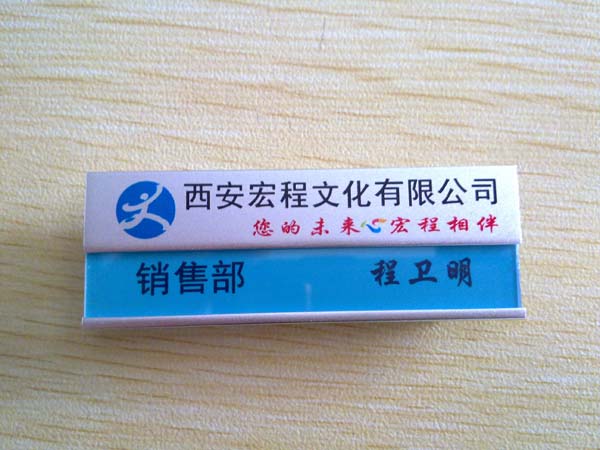 西安宏程文化有限公司
您的未来 宏程相伴
销售部 程卫明